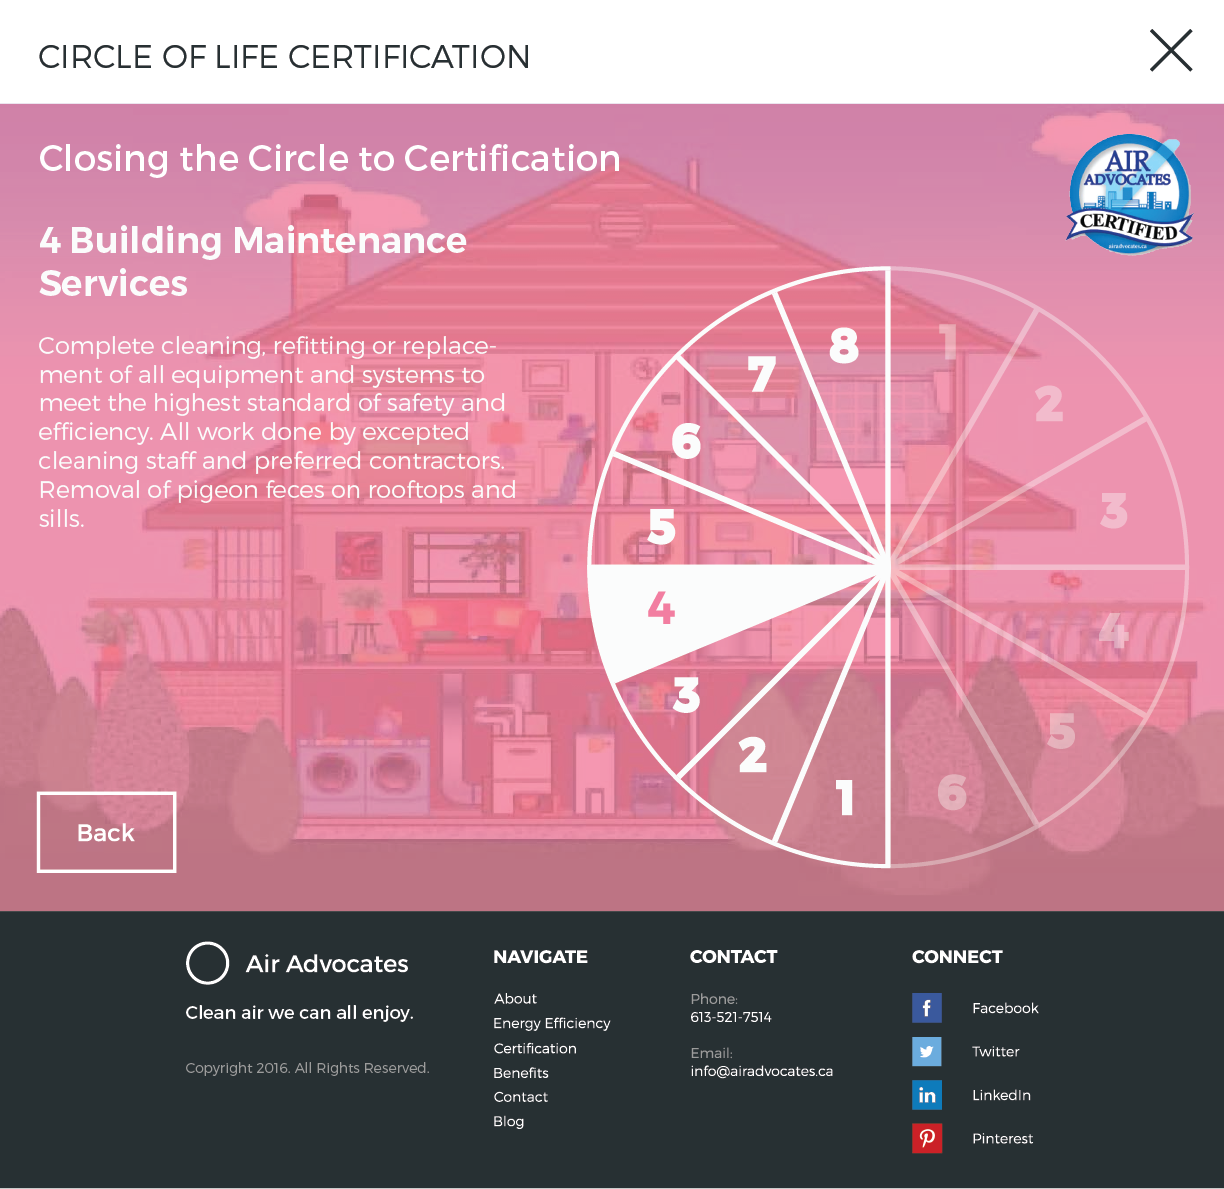 CIRCLE OF LIFE CERTIFICATION
Closing the Circle to Certification
AIR
ADVOCATES
CERTIFIED
airadvocates.ca
4 Building Maintenance
Services
Complete cleaning, refitting or replace-
ment of all equipment and systems to
meet the highest standard of safety and
efficiency. All work done by excepted
cleaning staff and preferred contractors.
Removal of pigeon feces on rooftops and
sills.
8
7
6
5
4
3
2
1
1
2
3
4
5
6
Back
Air Advocates
Clean air we can all enjoy.
Copyright 2016. All Rights Reserved.
NAVIGATE
About
Energy Efficiency
Certification
Benefits
Contact
Blog
CONTACT
Phone:
613-521-7514
Email:
info@airadvocates.ca
CONNECT
Facebook
Twitter
LinkedIn
Pinterest